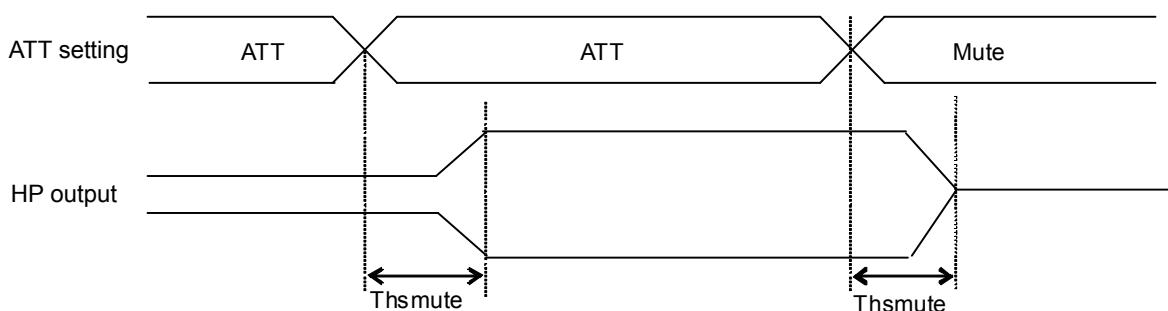 ATT setting
ATT
ATT
Mute
HP output
Thsmute
Thsmute